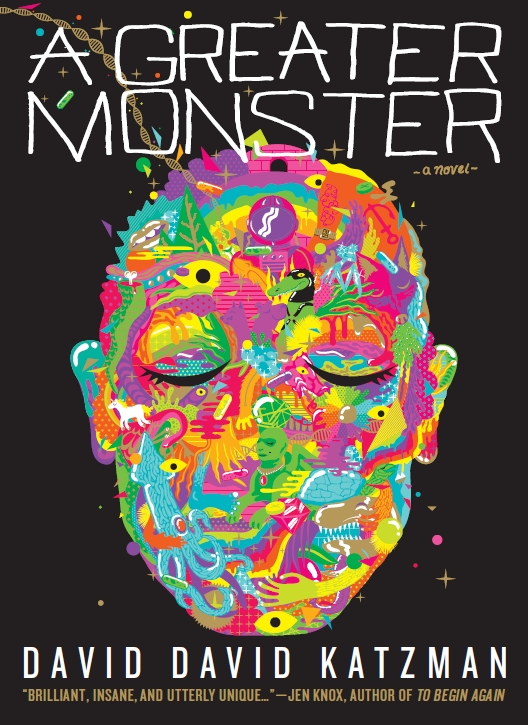 A GREATER
MONSTER
~a novel~
DAVID DAVID KATZMAN
“BRILLIANT, INSANE, AND UTTERLY UNIQUE...”—JEN KNOX, AUTHOR OF TO BEGIN AGAIN